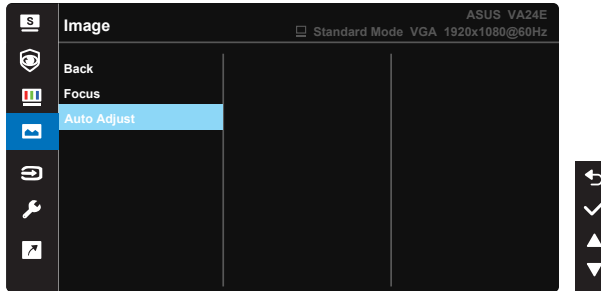 S
Image
ASUS VA24E
Standard Mode VGA 1920x1080@60Hz
Back
Focus
Auto Adjust